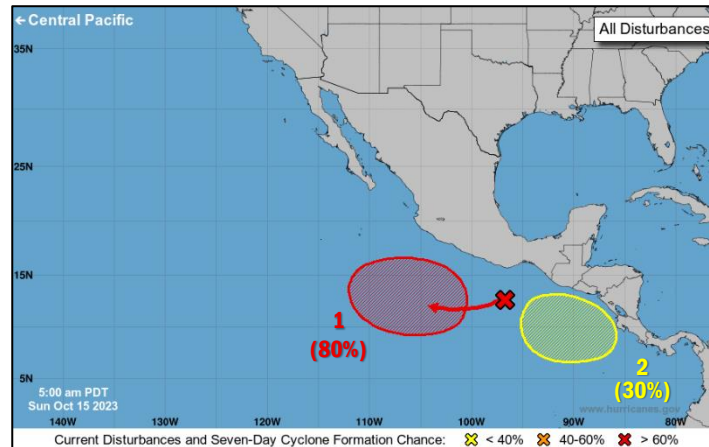 ← Central Pacific
All Disturbances
35N
25N
15N
5N
1
(80%)
2
(30%)
5:00 am PDT
Sun Oct 15 2023
www.hurricanes.gov
140W 130W 120W 110W 100W 90W 80W
Current Disturbances and Seven-Day Cyclone Formation Chance: < 40% 40-60% > 60%